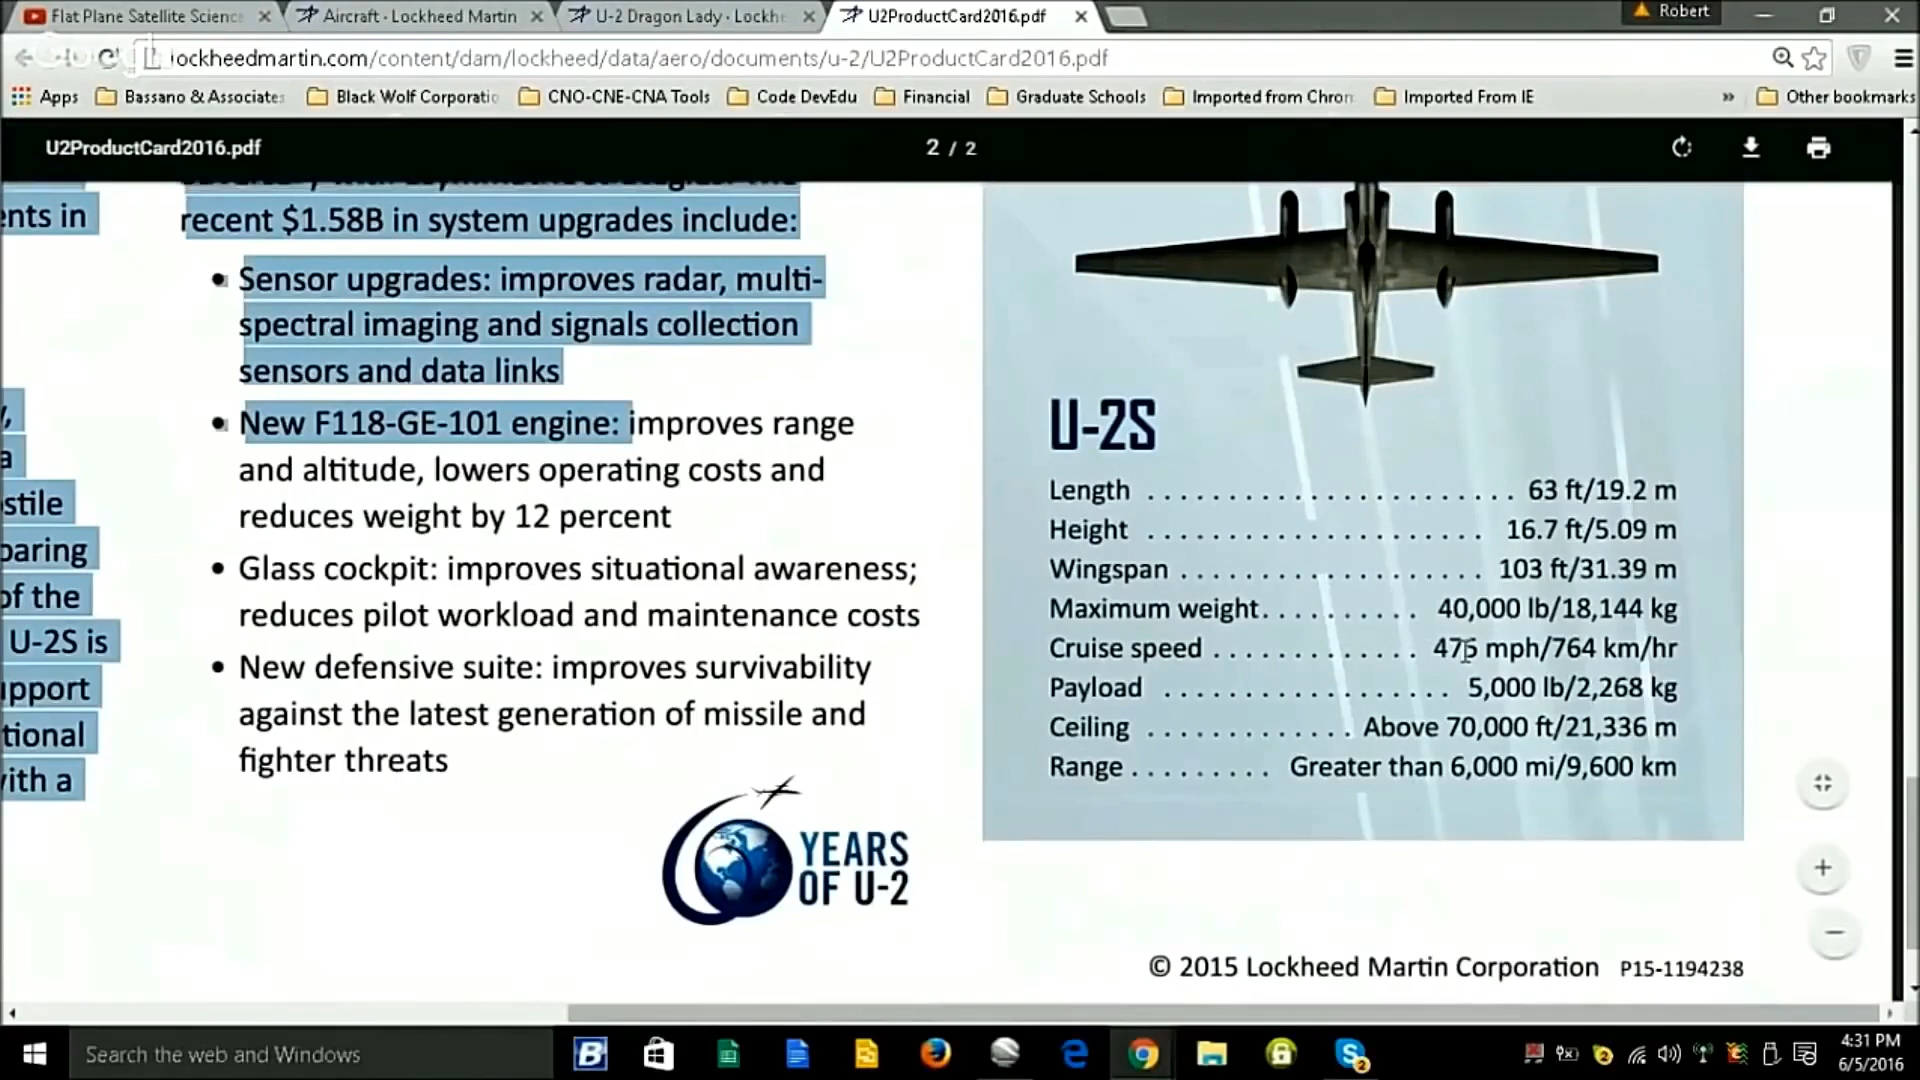 Flat Plane Satellite Scienc
Aircraft · Lockheed Martin
U-2 Dragon Lady · Lockhe
U2ProductCard2016.pdf
Robert
lockheedmartin.com/content/dam/lockheed/data/aero/documents/u-2/U2ProductCard2016.pdf
Apps
Bassano & Associates
Black Wolf Corporatio
CNO-CNE-CNA Tools
Code DevEdu
Financial
Graduate Schools
Imported from Chron
Imported From IE
»
Other bookmarks
U2ProductCard2016.pdf
2 / 2
ents in
stile
paring
of the
U-2S is
upport
tional
with a
recent $1.58B in system upgrades include:
• Sensor upgrades: improves radar, multi-
spectral imaging and signals collection
sensors and data links
• New F118-GE-101 engine: improves range
and altitude, lowers operating costs and
reduces weight by 12 percent
• Glass cockpit: improves situational awareness;
reduces pilot workload and maintenance costs
• New defensive suite: improves survivability
against the latest generation of missile and
fighter threats
60 YEARS
OF U-2
U-2S
Length . . . . . . . . . . . . . . . . . . . . . . . . 63 ft/19.2 m
Height . . . . . . . . . . . . . . . . . . . . . . 16.7 ft/5.09 m
Wingspan . . . . . . . . . . . . . . . . . . . 103 ft/31.39 m
Maximum weight. . . . . . . . . . 40,000 lb/18,144 kg
Cruise speed . . . . . . . . . . . . . 475 mph/764 km/hr
Payload . . . . . . . . . . . . . . . . . . 5,000 lb/2,268 kg
Ceiling . . . . . . . . . . . . . Above 70,000 ft/21,336 m
Range . . . . . . . . . Greater than 6,000 mi/9,600 km
© 2015 Lockheed Martin Corporation P15-1194238
Search the web and Windows
4:31 PM
6/5/2016